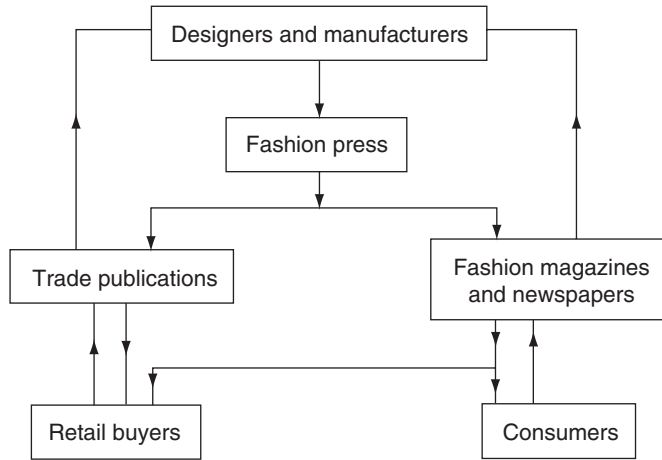 Designers and manufacturers
Fashion press
Trade publications
Fashion magazines
and newspapers
Retail buyers
Consumers